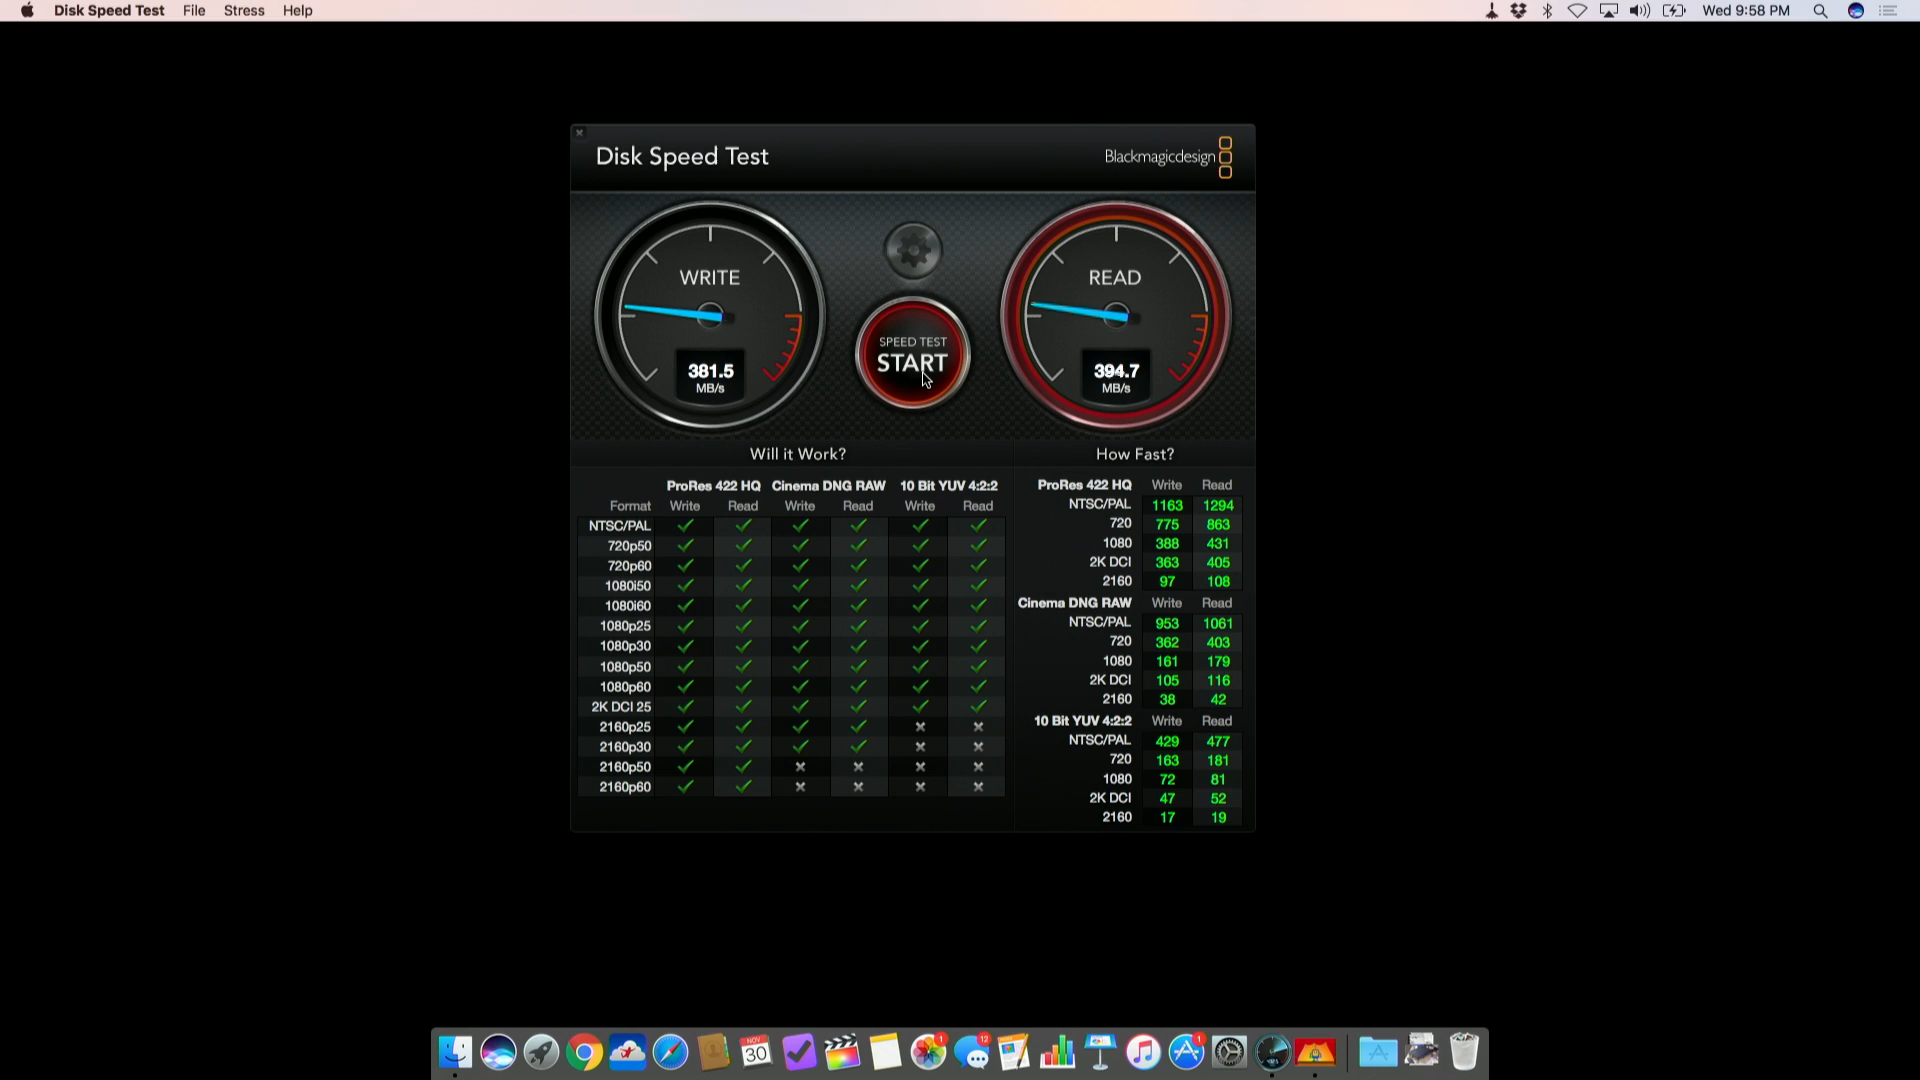 Disk Speed Test File Stress Help Wed 9:58 PM
Disk Speed Test Blackmagicdesign
WRITE
381.5
MB/s
SPEED TEST
START
READ
394.7
MB/s
Will it Work?
ProRes 422 HQ Cinema DNG RAW 10 Bit YUV 4:2:2
Format Write Read Write Read Write Read
NTSC/PAL
720p50
720p60
1080i50
1080i60
1080p25
1080p30
1080p50
1080p60
2K DCI 25
2160p25
2160p30
2160p50
2160p60
How Fast?
ProRes 422 HQ Write Read
NTSC/PAL 1163 1294
720 775 863
1080 388 431
2K DCI 363 405
2160 97 108
Cinema DNG RAW Write Read
NTSC/PAL 953 1061
720 362 403
1080 161 179
2K DCI 105 116
2160 38 42
10 Bit YUV 4:2:2 Write Read
NTSC/PAL 429 477
720 163 181
1080 72 81
2K DCI 47 52
2160 17 19
NOV
30
1
12
1